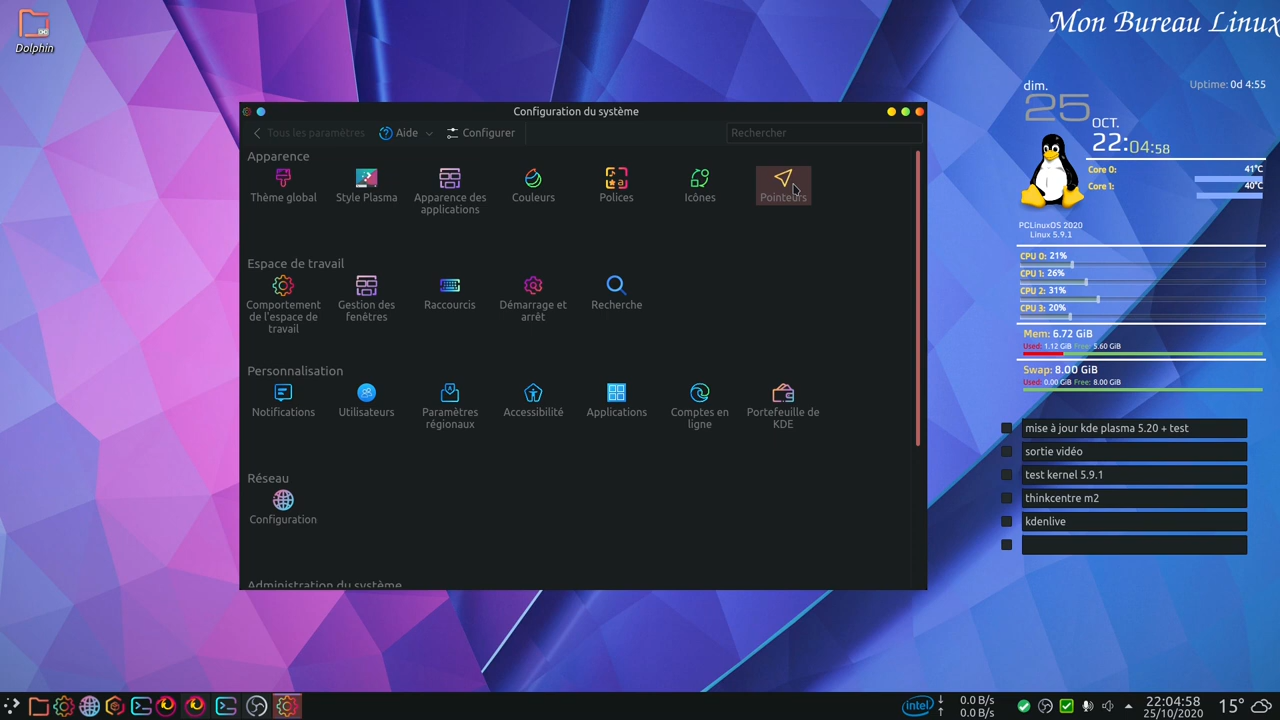 Dolphin
Mon Bureau Linux
dim.
25
OCT.
22:04:58
Uptime: 0d 4:55
Core 0:
41°C
Core 1:
40°C
PCLinuxOS 2020
Linux 5.9.1
CPU 0: 21%
CPU 1: 26%
CPU 2: 31%
CPU 3: 20%
Mem: 6.72 GiB
Used: 1.12 GiB Free: 5.60 GiB
Swap: 8.00 GiB
Used: 0.00 GiB Free: 8.00 GiB
mise à jour kde plasma 5.20 + test
sortie vidéo
test kernel 5.9.1
thinkcentre m2
kdenlive
Configuration du système
Tous les paramètres
Aide
Configurer
Rechercher
Apparence
Thème global
Style Plasma
Apparence des
applications
Couleurs
Polices
Icônes
Pointeurs
Espace de travail
Comportement
de l'espace de
travail
Gestion des
fenêtres
Raccourcis
Démarrage et
arrêt
Recherche
Personnalisation
Notifications
Utilisateurs
Paramètres
régionaux
Accessibilité
Applications
Comptes en
ligne
Portefeuille de
KDE
Réseau
Configuration
Administration du système
intel
0.0 B/s
0.0 B/s
22:04:58
25/10/2020
15°